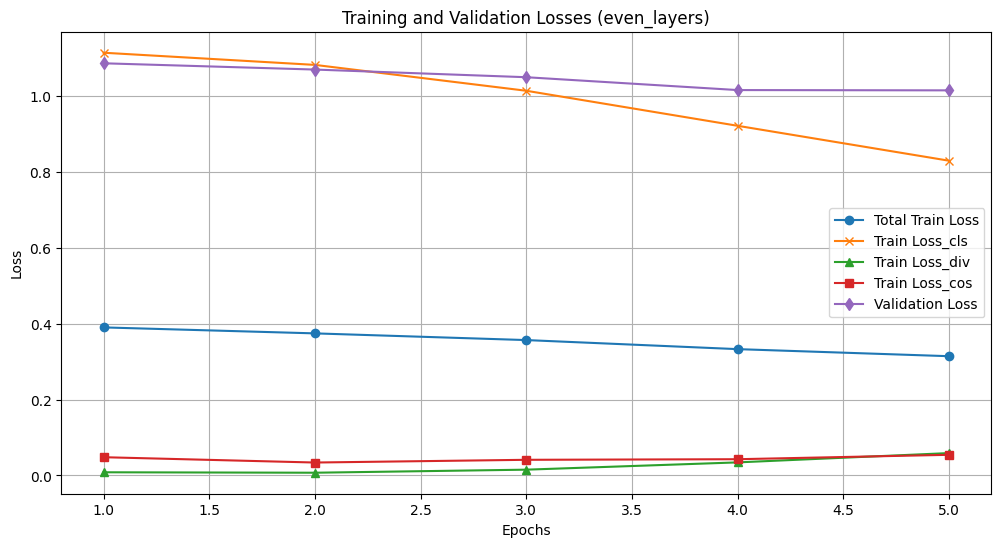 Training and Validation Losses (even_layers)
1.0
0.8
0.6
0.4
0.2
0.0
Loss
Total Train Loss
Train Loss_cls
Train Loss_div
Train Loss_cos
Validation Loss
1.0 1.5 2.0 2.5 3.0 3.5 4.0 4.5 5.0
Epochs